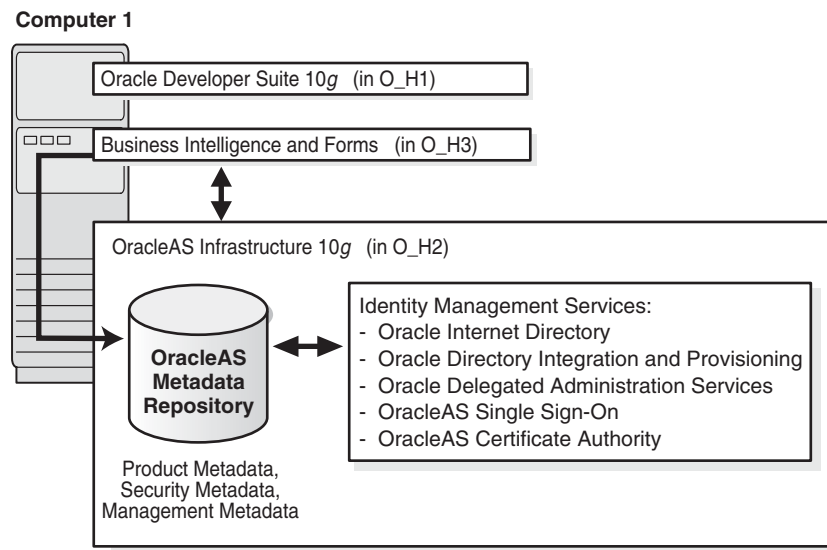 Computer 1
Oracle Developer Suite 10g (in O_H1)
Business Intelligence and Forms (in O_H3)
OracleAS Infrastructure 10g (in O_H2)
OracleAS
Metadata
Repository
Product Metadata,
Security Metadata,
Management Metadata
Identity Management Services:
- Oracle Internet Directory
- Oracle Directory Integration and Provisioning
- Oracle Delegated Administration Services
- OracleAS Single Sign-On
- OracleAS Certificate Authority